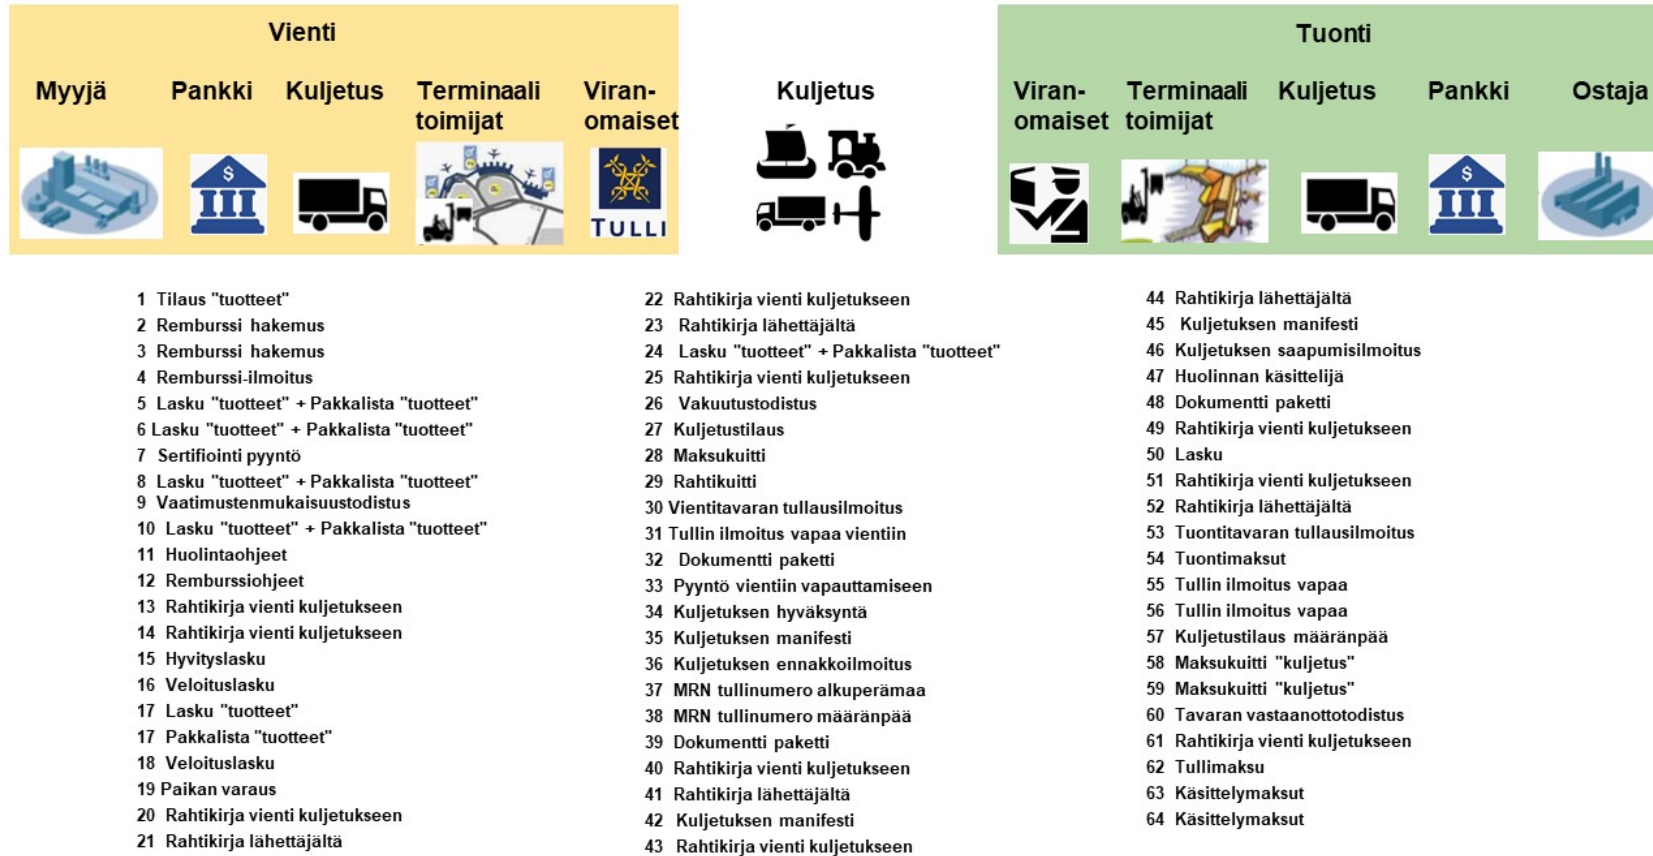 Vienti
Tuonti
Myyjä
Pankki
Kuljetus
Terminaali
toimijat
Viran-
omaiset
Kuljetus
Viran-
omaiset
Terminaali
toimijat
Kuljetus
Pankki
Ostaja
$
TULLI
$
1 Tilaus "tuotteet"
2 Remburssi hakemus
3 Remburssi hakemus
4 Remburssi-ilmoitus
5 Lasku "tuotteet" + Pakkalista "tuotteet"
6 Lasku "tuotteet" + Pakkalista "tuotteet"
7 Sertifiointi pyyntö
8 Lasku "tuotteet" + Pakkalista "tuotteet"
9 Vaatimustenmukaisuustodistus
10 Lasku "tuotteet" + Pakkalista "tuotteet"
11 Huolintaohjeet
12 Remburssiohjeet
13 Rahtikirja vienti kuljetukseen
14 Rahtikirja vienti kuljetukseen
15 Hyvityslasku
16 Veloituslasku
17 Lasku "tuotteet"
17 Pakkalista "tuotteet"
18 Veloituslasku
19 Paikan varaus
20 Rahtikirja vienti kuljetukseen
21 Rahtikirja lähettäjältä
22 Rahtikirja vienti kuljetukseen
23 Rahtikirja lähettäjältä
24 Lasku "tuotteet" + Pakkalista "tuotteet"
25 Rahtikirja vienti kuljetukseen
26 Vakuutustodistus
27 Kuljetustilaus
28 Maksukuitti
29 Rahtikuitti
30 Vientitavaran tullausilmoitus
31 Tullin ilmoitus vapaa vientiin
32 Dokumentti paketti
33 Pyyntö vientiin vapauttamiseen
34 Kuljetuksen hyväksyntä
35 Kuljetuksen manifesti
36 Kuljetuksen ennakkoilmoitus
37 MRN tullinumero alkuperämaa
38 MRN tullinumero määränpää
39 Dokumentti paketti
40 Rahtikirja vienti kuljetukseen
41 Rahtikirja lähettäjältä
42 Kuljetuksen manifesti
43 Rahtikirja vienti kuljetukseen
44 Rahtikirja lähettäjältä
45 Kuljetuksen manifesti
46 Kuljetuksen saapumisilmoitus
47 Huolinnan käsittelijä
48 Dokumentti paketti
49 Rahtikirja vienti kuljetukseen
50 Lasku
51 Rahtikirja vienti kuljetukseen
52 Rahtikirja lähettäjältä
53 Tuontitavaran tullausilmoitus
54 Tuontimaksut
55 Tullin ilmoitus vapaa
56 Tullin ilmoitus vapaa
57 Kuljetustilaus määränpää
58 Maksukuitti "kuljetus"
59 Maksukuitti "kuljetus"
60 Tavaran vastaanottotodistus
61 Rahtikirja vienti kuljetukseen
62 Tullimaksu
63 Käsittelymaksut
64 Käsittelymaksut